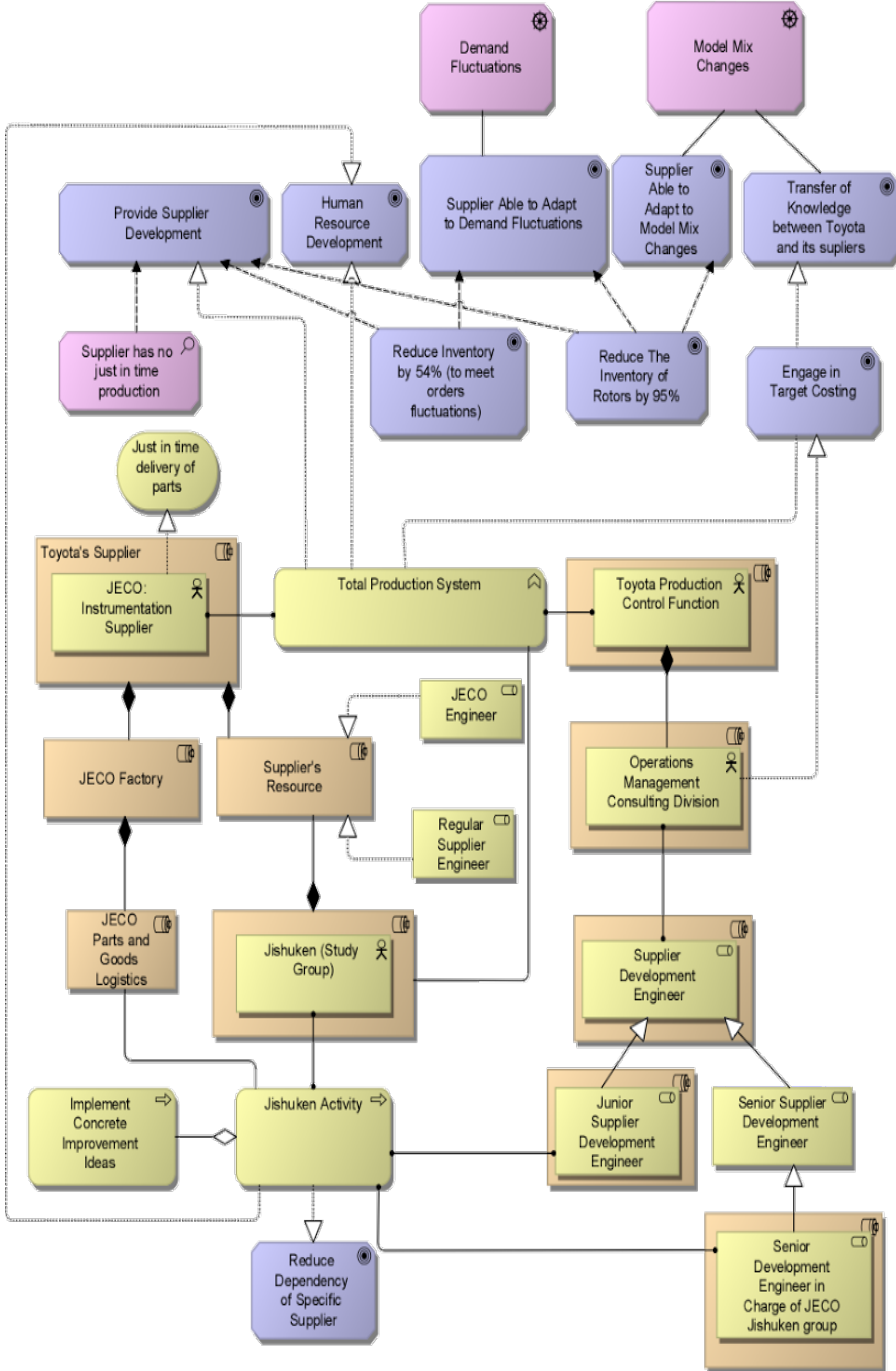 Demand
Fluctuations
Model Mix
Changes
Provide Supplier
Development
Human
Resource
Development
Supplier Able to Adapt
to Demand Fluctuations
Supplier
Able to
Adapt to
Model Mix
Changes
Transfer of
Knowledge
between Toyota
and its supliers
Supplier has no
just in time
production
Reduce Inventory
by 54% (to meet
orders
fluctuations)
Reduce The
Inventory of
Rotors by 95%
Engage in
Target Costing
Just in time
delivery of
parts
Toyota's Supplier
JECO:
Instrumentation
Supplier
Total Production System
Toyota Production
Control Function
JECO
Engineer
JECO Factory
Supplier's
Resource
Operations
Management
Consulting Division
Regular
Supplier
Engineer
JECO
Parts and
Goods
Logistics
Jishuken (Study
Group)
Supplier
Development
Engineer
Implement
Concrete
Improvement
Ideas
Jishuken Activity
Junior
Supplier
Development
Engineer
Senior Supplier
Development
Engineer
Reduce
Dependency
of Specific
Supplier
Senior
Development
Engineer in
Charge of JECO
Jishuken group